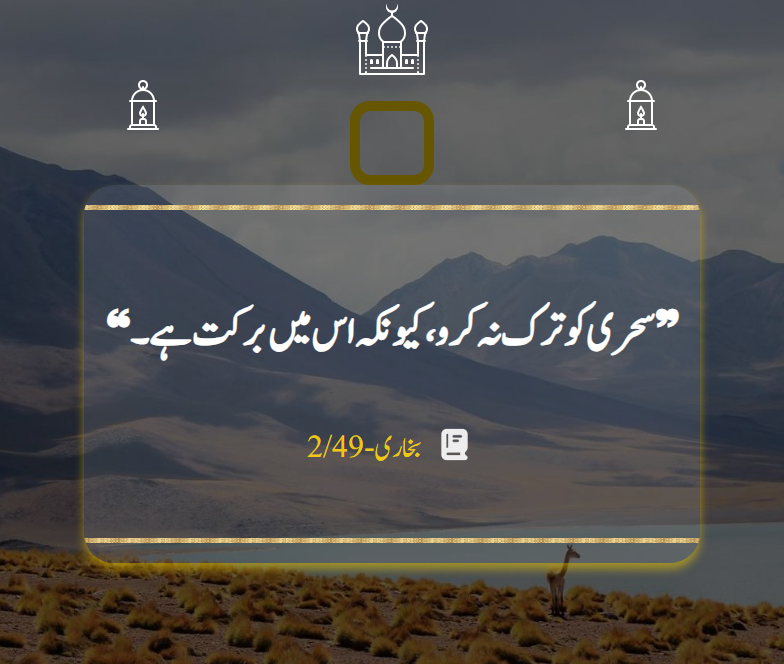 ”سحری کو ترک نہ کرو، کیونکہ اس میں برکت ہے۔“
بخاری-2/49